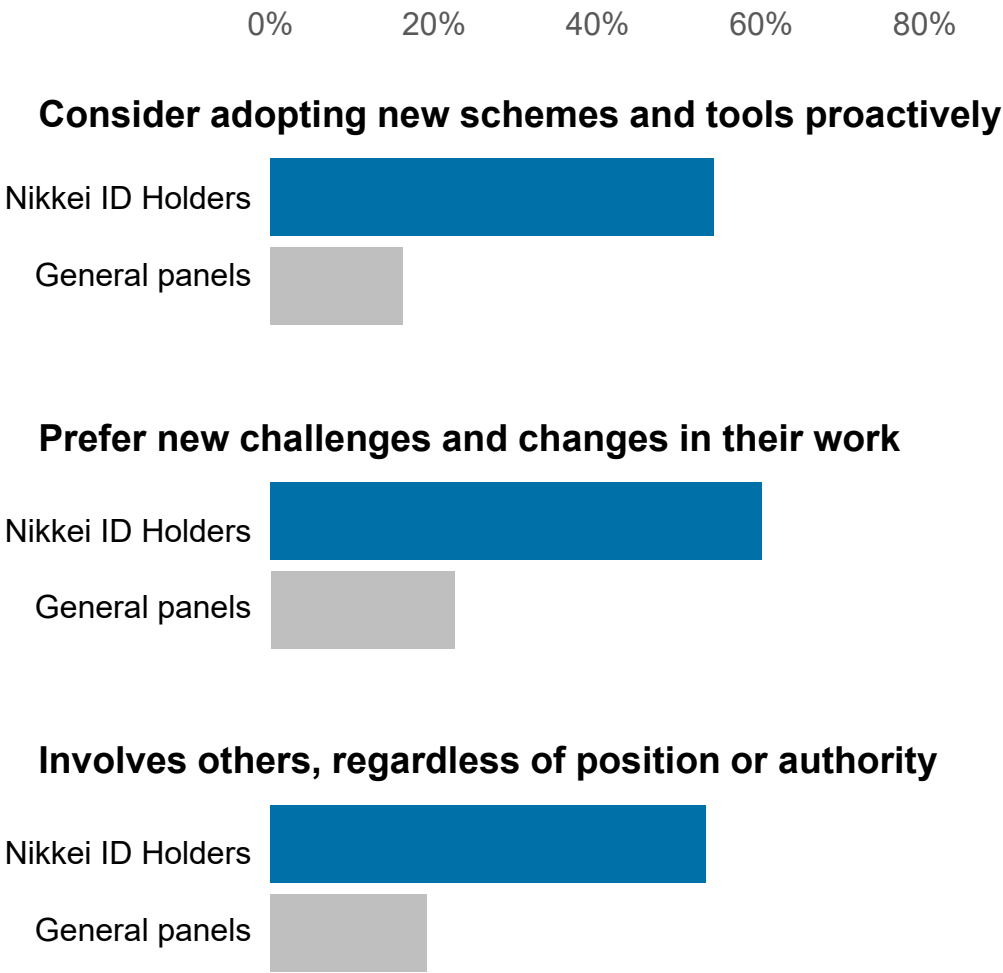 0% 20% 40% 60% 80%
Consider adopting new schemes and tools proactively
Nikkei ID Holders
General panels
Prefer new challenges and changes in their work
Nikkei ID Holders
General panels
Involves others, regardless of position or authority
Nikkei ID Holders
General panels